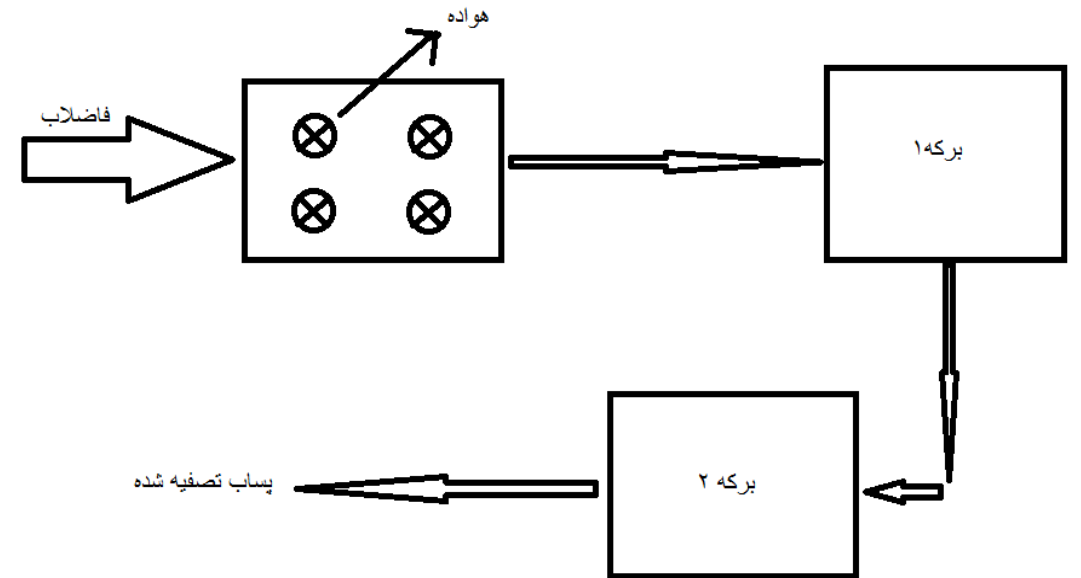 هواده
فاضلاب
برکه۱
برکه ۲
پساب تصفیه شده